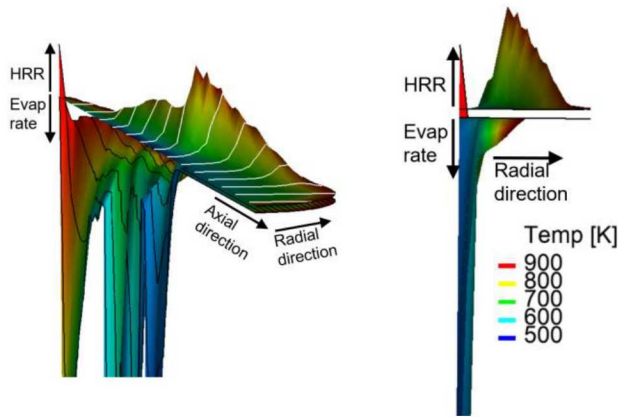 HRR
Evap
rate
Axial
direction
Radial
direction
HRR
Evap
rate
Radial
direction
Temp [K]
900
800
700
600
500